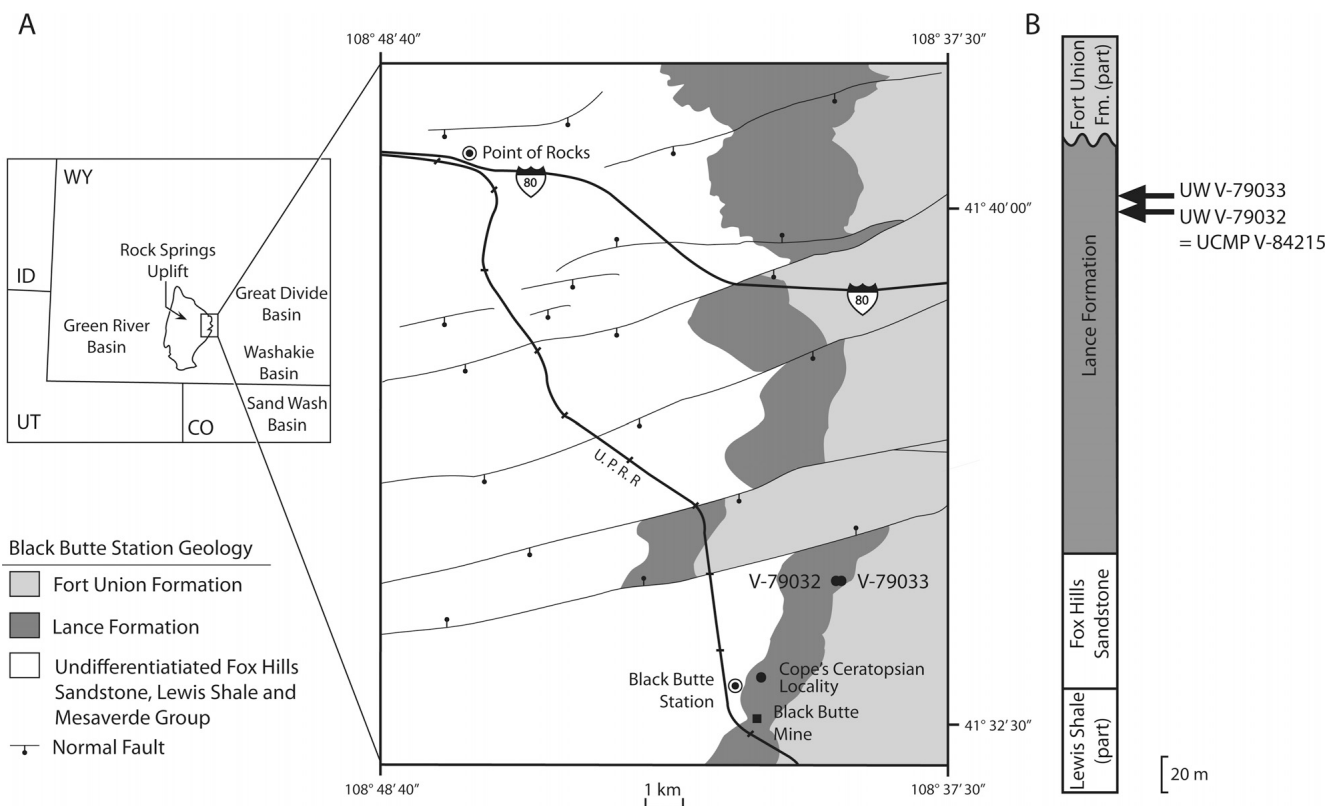 A
B
108° 48' 40"
108° 37' 30"
WY
ID
UT
CO
Rock Springs
Uplift
Great Divide
Basin
Green River
Basin
Washakie
Basin
Sand Wash
Basin
Point of Rocks
80
80
41° 40' 00"
U. P. R. R
V-79032
V-79033
Black Butte
Station
Cope's Ceratopsian
Locality
Black Butte
Mine
41° 32' 30"
108° 48' 40"
108° 37' 30"
1 km
Black Butte Station Geology
Fort Union Formation
Lance Formation
Undifferentiatiated Fox Hills
Sandstone, Lewis Shale and
Mesaverde Group
Normal Fault
Fort Union
Fm. (part)
Lance Formation
Fox Hills
Sandstone
Lewis Shale
(part)
UW V-79033
UW V-79032
= UCMP V-84215
20 m